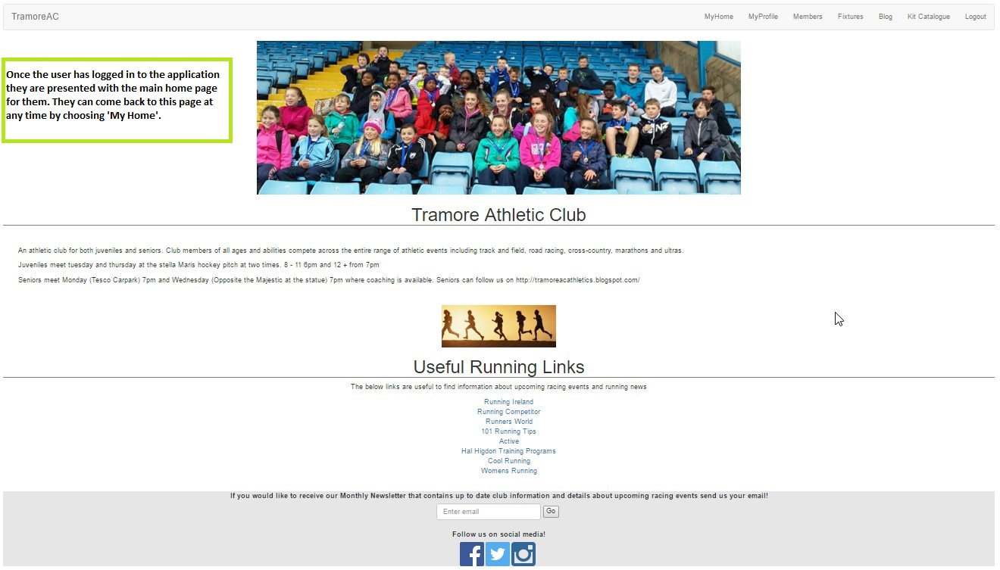 TramoreAC
MyHome MyProfile Members Fixtures Blog Kit Catalogue Logout
Once the user has logged in to the application
they are presented with the main home page
for them. They can come back to this page at
any time by choosing 'My Home'.
Tramore Athletic Club
An athletic club for both juveniles and seniors. Club members of all ages and abilities compete across the entire range of athletic events including track and field, road racing, cross-country, marathons and ultras.
Juveniles meet tuesday and thursday at the stella Maris hockey pitch at two times. 8 - 11 6pm and 12 + from 7pm
Seniors meet Monday (Tesco Carpark) 7pm and Wednesday (Opposite the Majestic at the statue) 7pm where coaching is available. Seniors can follow us on http://tramoreacathletics.blogspot.com/
Useful Running Links
The below links are useful to find information about upcoming racing events and running news
Running Ireland
Running Competitor
Runners World
101 Running Tips
Active
Hal Higdon Training Programs
Cool Running
Womens Running
If you would like to receive our Monthly Newsletter that contains up to date club information and details about upcoming racing events send us your email!
Enter email Go
Follow us on social media!